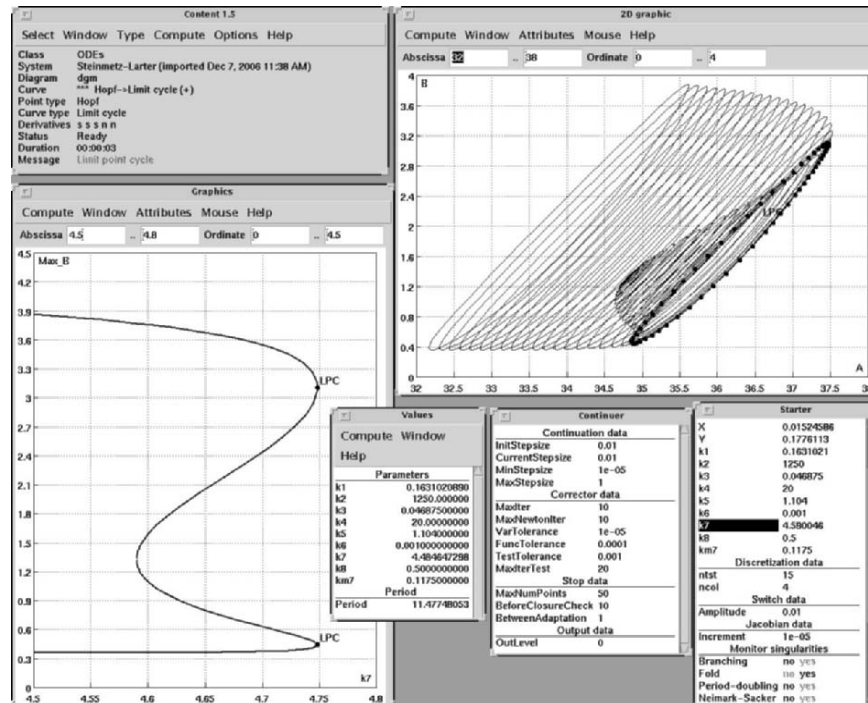 Content 1.5
Select Window Type Compute Options Help
Class ODEs
System Steinmetz-Larter (imported Dec 7, 2006 11:38 AM)
Diagram dgm
Curve *** Hopf->Limit cycle (+)
Point type Hopf
Curve type Limit cycle
Derivatives s s s n n
Status Ready
Duration 00:00:03
Message Limit point cycle
2D graphic
Compute Window Attributes Mouse Help
Abscissa 32 .. 38 Ordinate 0 .. 4
4
B
3.6
3.2
2.8
2.4
2
LPC
1.6
1.2
0.8
0.4
0
A
32 32.5 33 33.5 34 34.5 35 35.5 36 36.5 37 37.5 38
Graphics
Compute Window Attributes Mouse Help
Abscissa 4.5 .. 4.8 Ordinate 0 .. 4.5
4.5
Max_B
3.9
3.6
3.3
LPC
3
2.7
2.4
2.1
1.8
1.5
1.2
0.9
0.6
LPC
0.3
k7
0
4.5 4.55 4.6 4.65 4.7 4.75 4.8
Values
Compute Window
Help
Parameters
k1 0.1631020890
k2 1250.000000
k3 0.04687500000
k4 20.00000000
k5 1.104000000
k6 0.001000000000
k7 4.484647298
k8 0.5000000000
km7 0.1175000000
Period
Period 11.47748053
Continuer
Continuation data
InitStepsize 0.01
CurrentStepsize 0.01
MinStepsize 1e-05
MaxStepsize 1
Corrector data
MaxIter 10
MaxNewtonIter 10
VarTolerance 1e-05
FuncTolerance 0.0001
TestTolerance 0.001
MaxIterTest 20
Stop data
MaxNumPoints 50
BeforeClosureCheck 10
BetweenAdaptation 1
Output data
OutLevel 0
Starter
X 0.01524586
Y 0.1776113
k1 0.1631021
k2 1250
k3 0.046875
k4 20
k5 1.104
k6 0.001
k7 4.580046
k8 0.5
km7 0.1175
Discretization data
ntst 15
ncol 4
Switch data
Amplitude 0.01
Jacobian data
Increment 1e-05
Monitor singularities
Branching no yes
Fold no yes
Period-doubling no yes
Neimark-Sacker no yes